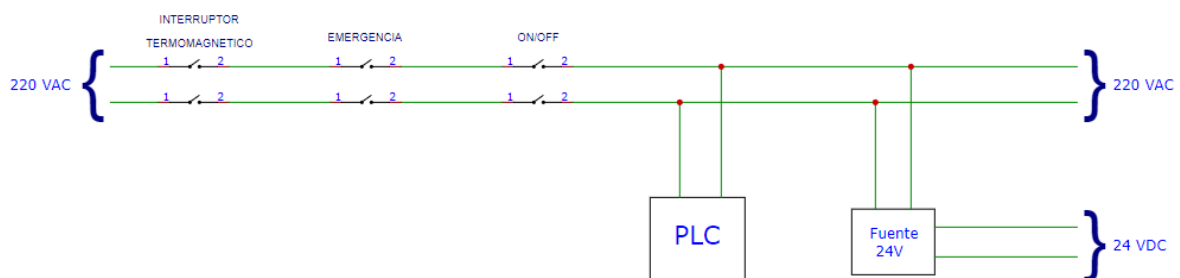 INTERRUPTOR
TERMOMAGNETICO
EMERGENCIA
ON/OFF
220 VAC
1 2
1 2
1 2
220 VAC
1 2
1 2
1 2
PLC
Fuente
24V
24 VDC